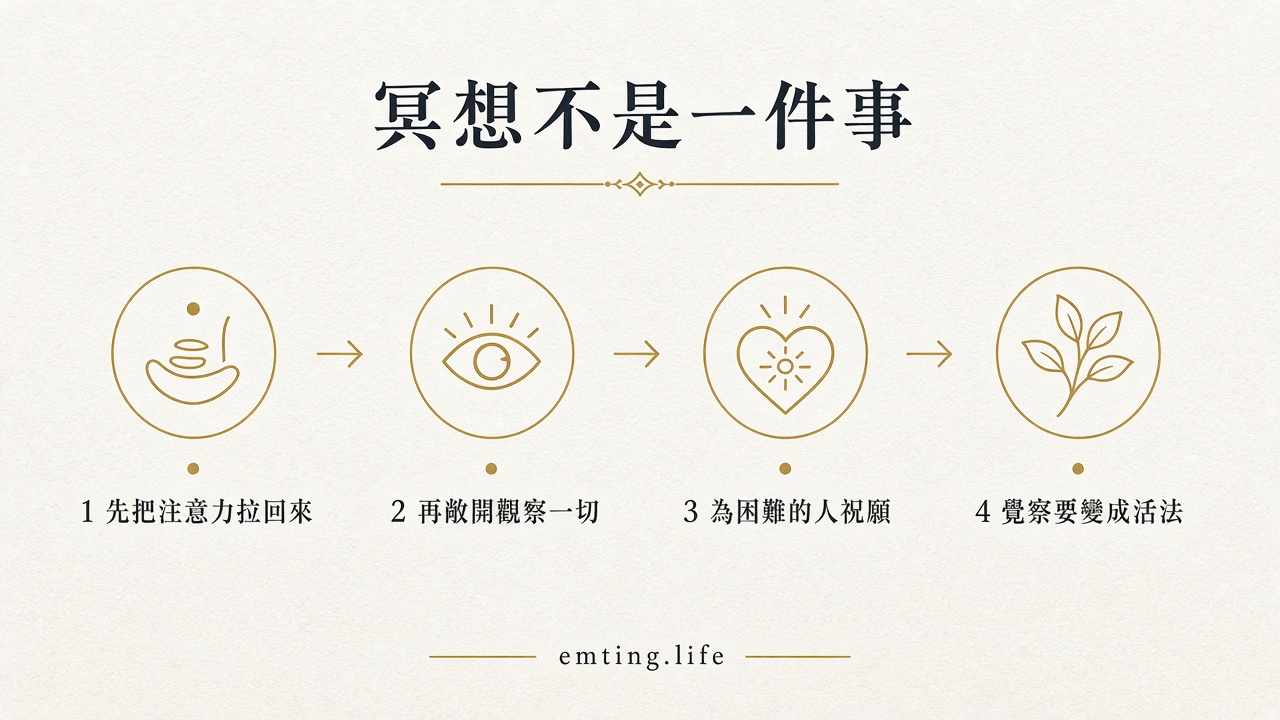 冥想不是一件事
1 先把注意力拉回來
2 再敞開觀察一切
3 為困難的人祝願
4 覺察要變成活法
emting.life